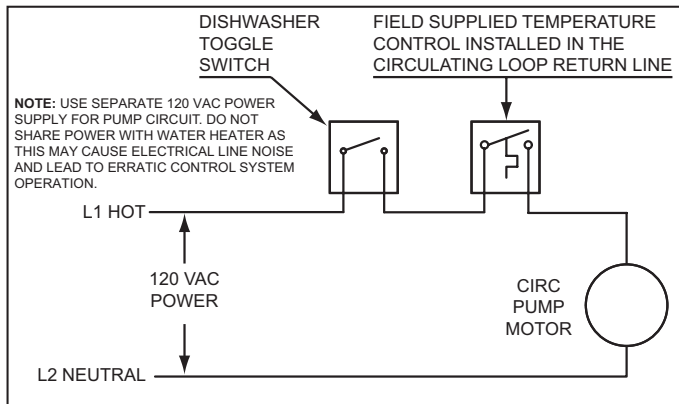 DISHWASHER
TOGGLE
SWITCH
FIELD SUPPLIED TEMPERATURE
CONTROL INSTALLED IN THE
CIRCULATING LOOP RETURN LINE
NOTE: USE SEPARATE 120 VAC POWER
SUPPLY FOR PUMP CIRCUIT. DO NOT
SHARE POWER WITH WATER HEATER AS
THIS MAY CAUSE ELECTRICAL LINE NOISE
AND LEAD TO ERRATIC CONTROL SYSTEM
OPERATION.
L1 HOT
120 VAC
POWER
CIRC
PUMP
MOTOR
L2 NEUTRAL